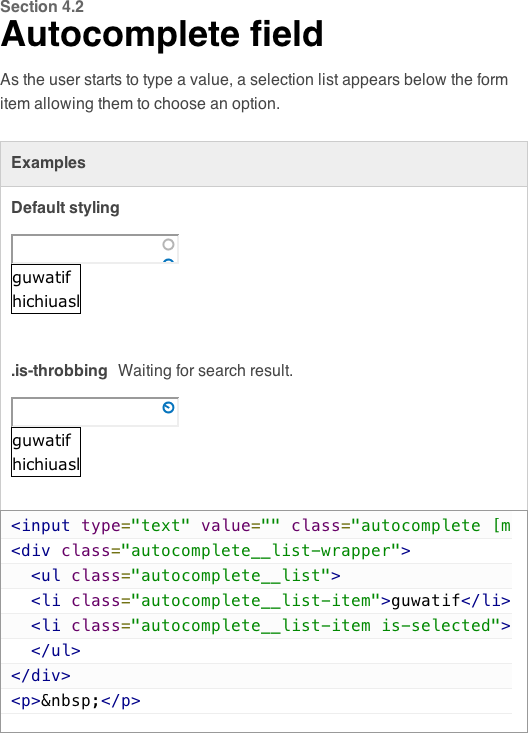 Section 4.2
Autocomplete field
As the user starts to type a value, a selection list appears below the form
item allowing them to choose an option.
Examples
Default styling
guwatif
hichiuasl
.is-throbbing Waiting for search result.
guwatif
hichiuasl
<input type="text" value="" class="autocomplete [m
<div class="autocomplete__list-wrapper">
<ul class="autocomplete__list">
<li class="autocomplete__list-item">guwatif</li>
<li class="autocomplete__list-item is-selected">
</ul>
</div>
<p>&nbsp;</p>